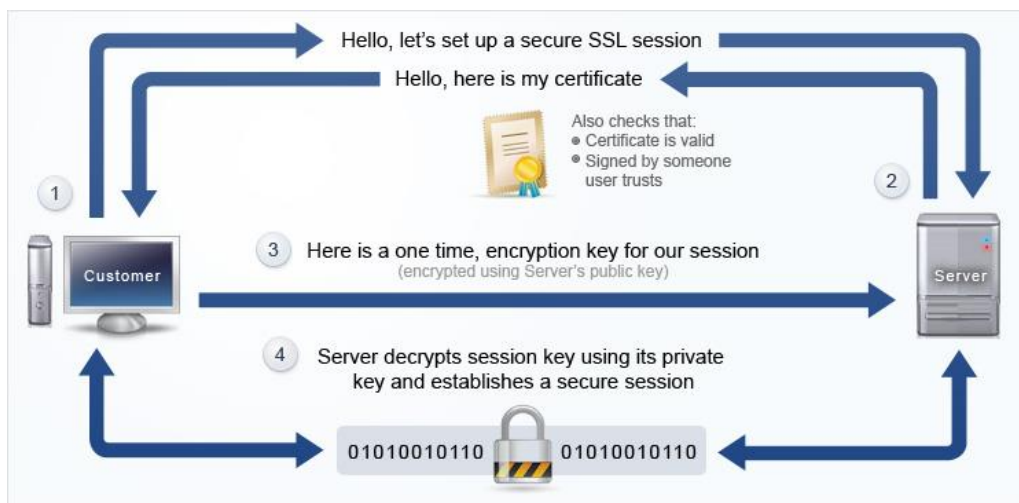 Hello, let's set up a secure SSL session
Hello, here is my certificate
Also checks that:
• Certificate is valid
• Signed by someone
user trusts
1
2
3
Here is a one time, encryption key for our session
(encrypted using Server's public key)
Customer
Server
4
Server decrypts session key using its private
key and establishes a secure session
01010010110
01010010110